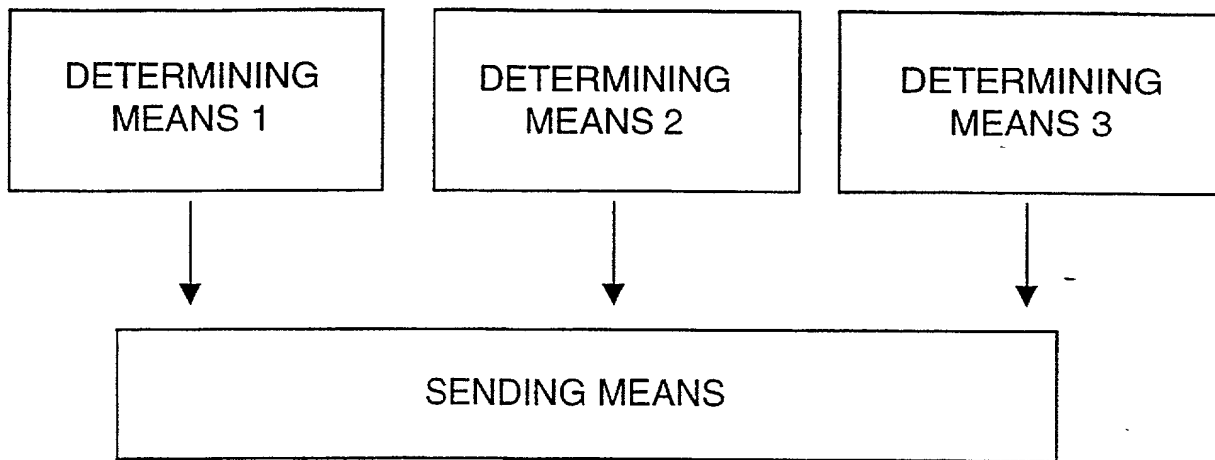 DETERMINING
MEANS 1
DETERMINING
MEANS 2
DETERMINING
MEANS 3
SENDING MEANS